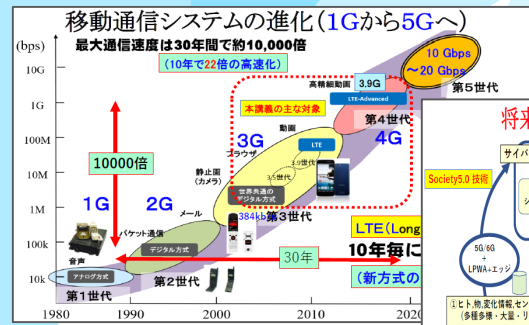 移動通信システムの進化(1Gから5Gへ)
(bps)
最大通信速度は30年間で約10,000倍
(10年で22倍の高速化)
10G
1G
100M
10M
1M
100k
10k
10 Gbps
～20 Gbps
第5世代
高精細動画
3.9G
LTE-Advanced
第4世代
4G
本講義の主な対象
動画
3G
ブラウザ
LTE
3.9世代
3.5世代
静止画
(カメラ)
世界共通の
デジタル方式
384kb
第3世代
10000倍
1G
2G
メール
パケット通信
デジタル方式
音声
アナログ方式
第1世代
第2世代
30年
LTE(Long
10年毎に
(新方式の
1980
1990
2000
2010
2020
将来
サイバ
Society5.0 技術
5G/6G
+
LPWA+エッジ
①ヒト,物,変化情報,セン
(多種多様・大量・リ